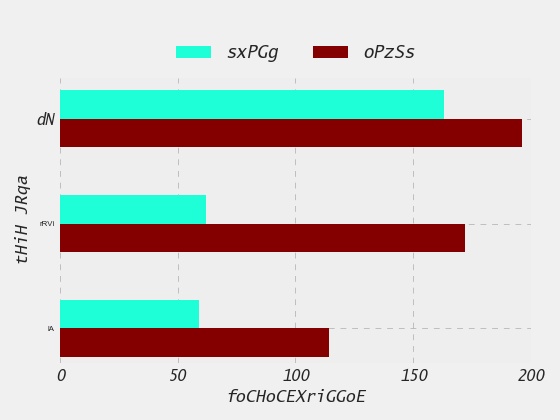 sxPGg oPzSs
dN
rRVI
IA
tHiH JRqa
0 50 100 150 200
foCHoCEXriGGoE